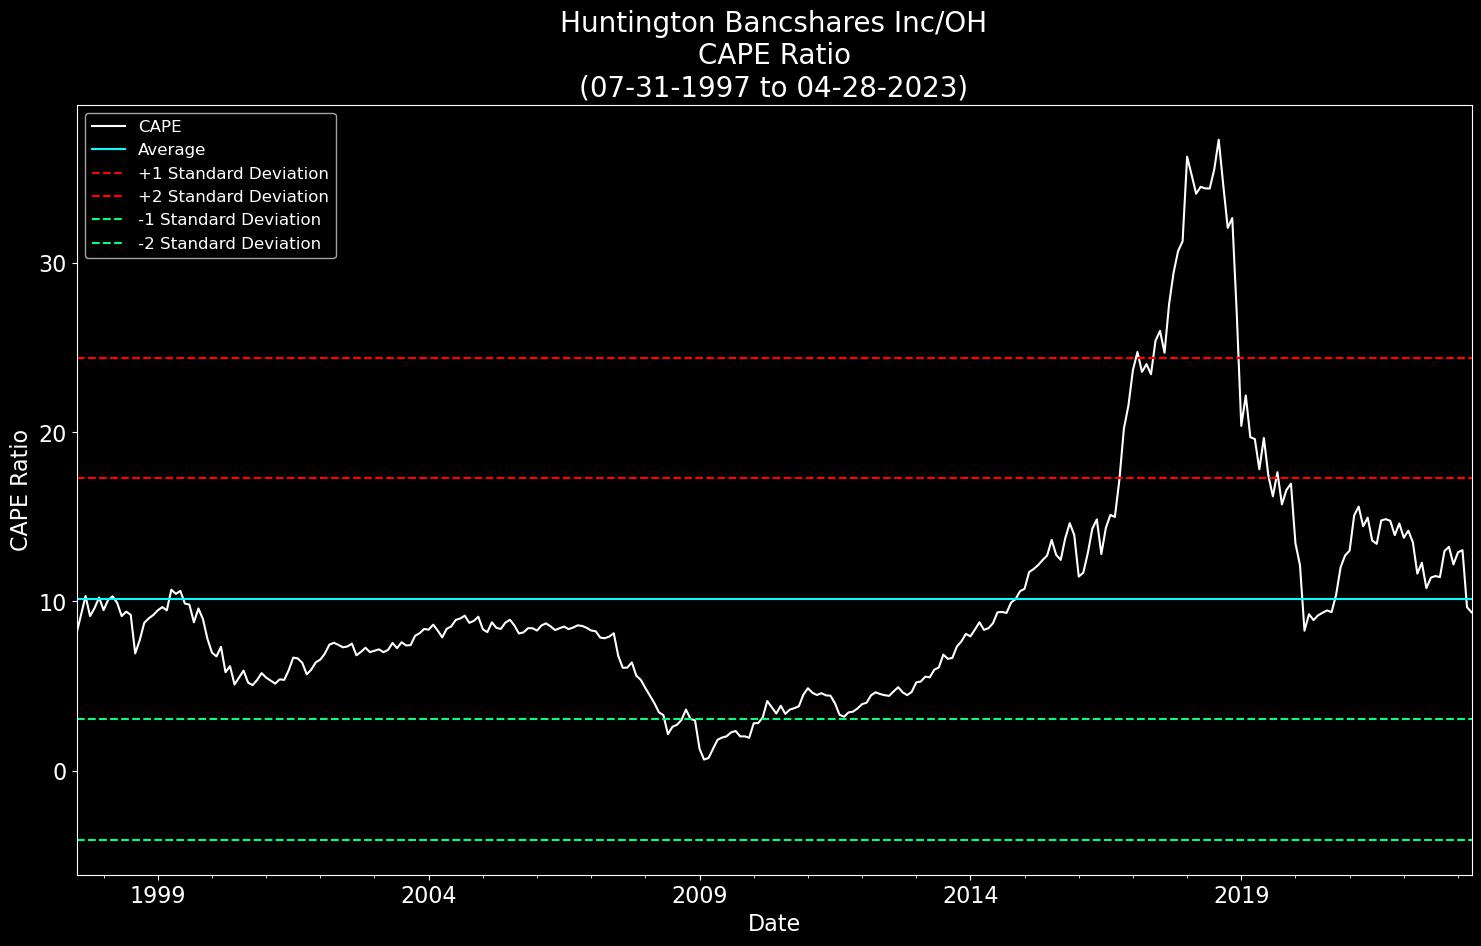 Huntington Bancshares Inc/OH
CAPE Ratio
(07-31-1997 to 04-28-2023)
CAPE
Average
+1 Standard Deviation
+2 Standard Deviation
-1 Standard Deviation
-2 Standard Deviation
CAPE Ratio
30
20
10
0
1999 2004 2009 2014 2019
Date